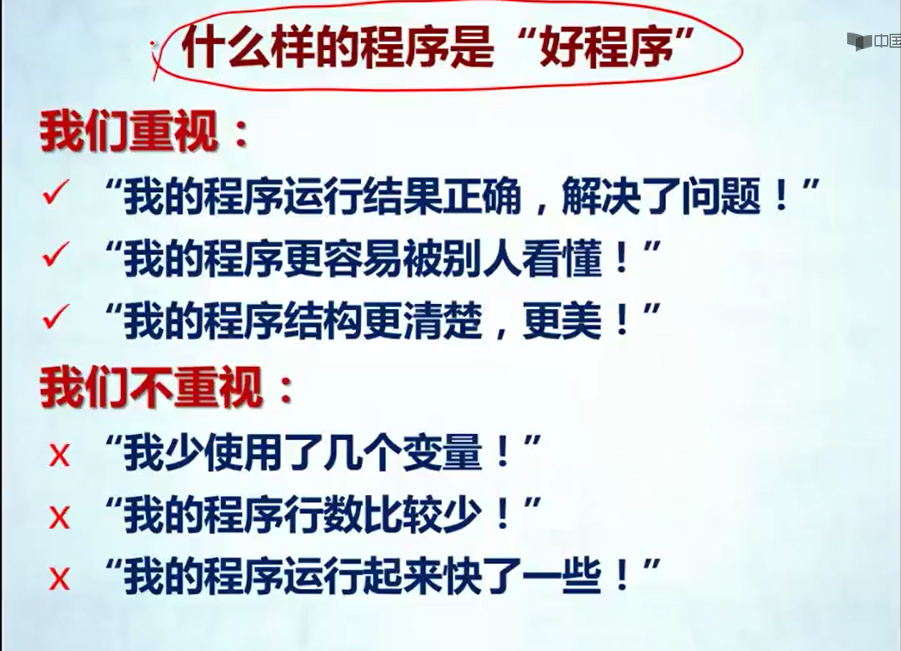 什么样的程序是“好程序”
中国
我们重视：
✓ “我的程序运行结果正确，解决了问题！”
✓ “我的程序更容易被别人看懂！”
✓ “我的程序结构更清楚，更美！”
我们不重视：
x “我少使用了几个变量！”
x “我的程序行数比较少！”
x “我的程序运行起来快了一些！”